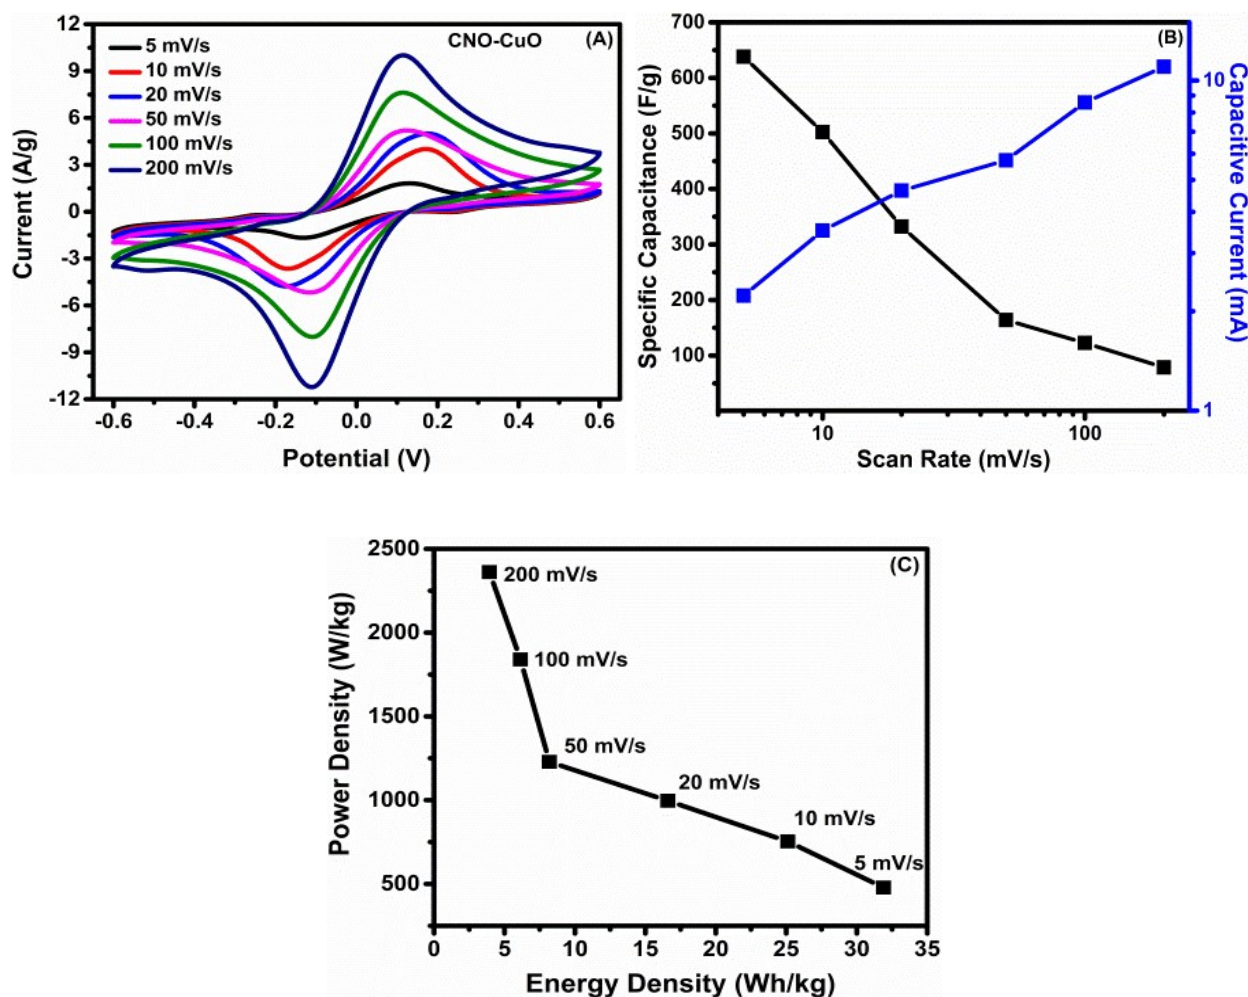 CNO-CuO
(A)
5 mV/s
10 mV/s
20 mV/s
50 mV/s
100 mV/s
200 mV/s
12
9
6
3
0
-3
-6
-9
-12
Current (A/g)
-0.6
-0.4
-0.2
0.0
0.2
0.4
0.6
Potential (V)
(B)
700
600
500
400
300
200
100
Specific Capacitance (F/g)
10
1
Capacitive Current (mA)
10
100
Scan Rate (mV/s)
(C)
2500
2000
1500
1000
500
Power Density (W/kg)
200 mV/s
100 mV/s
50 mV/s
20 mV/s
10 mV/s
5 mV/s
0
5
10
15
20
25
30
35
Energy Density (Wh/kg)